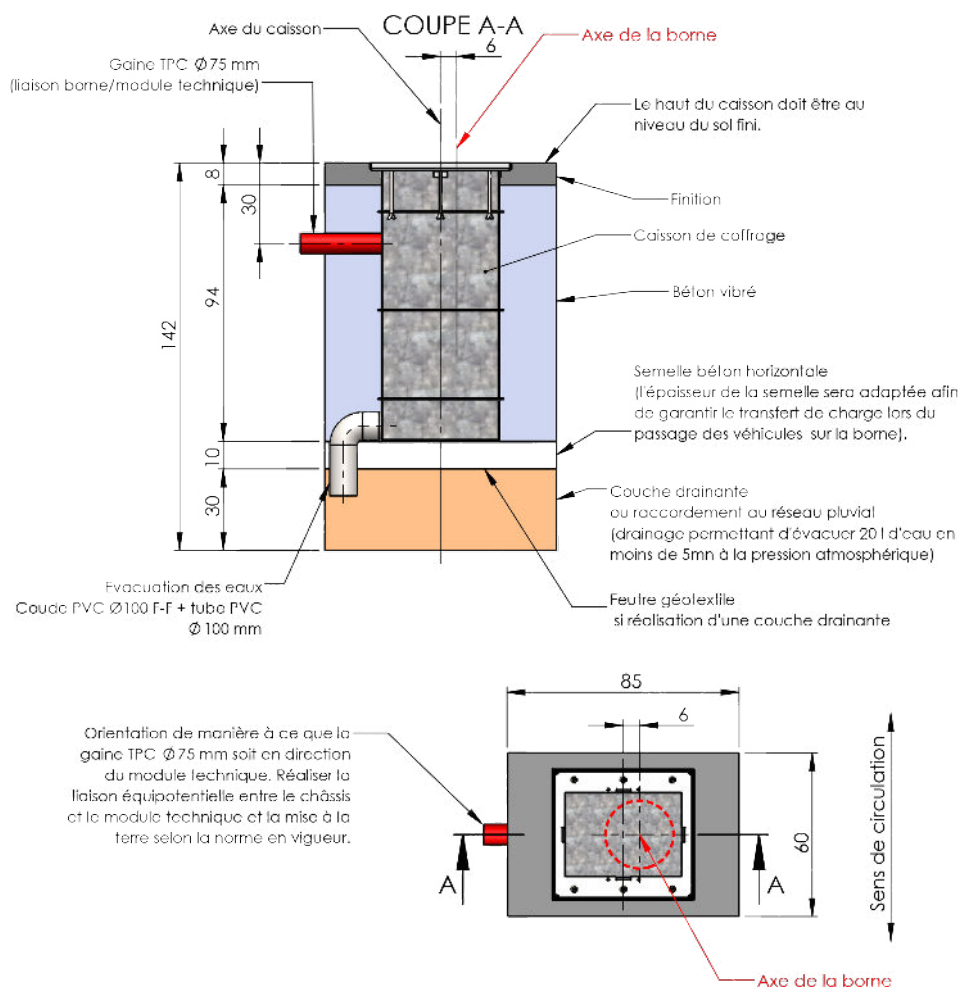 COUPE A-A
Axe du caisson
6
Axe de la borne
Gaine TPC Ø75 mm
(liaison borne/module technique)
Le haut du caisson doit être au
niveau du sol fini.
8
30
Finition
Caisson de coffrage
94
Béton vibré
142
Semelle béton horizontale
(l'épaisseur de la semelle sera adaptée afin
de garantir le transfert de charge lors du
passage des véhicules sur la borne).
10
30
Couche drainante
ou raccordement au réseau pluvial
(drainage permettant d'évacuer 20 l d'eau en
moins de 5mn à la pression atmosphérique)
Evacuation des eaux
Coude PVC Ø100 F-F + tube PVC
Ø 100 mm
Feutre géotextile
si réalisation d'une couche drainante
85
6
Orientation de manière à ce que la
gaine TPC Ø75 mm soit en direction
du module technique. Réaliser la
liaison équipotentielle entre le châssis
et le module technique et la mise à la
terre selon la norme en vigueur.
A
A
60
Sens de circulation
Axe de la borne